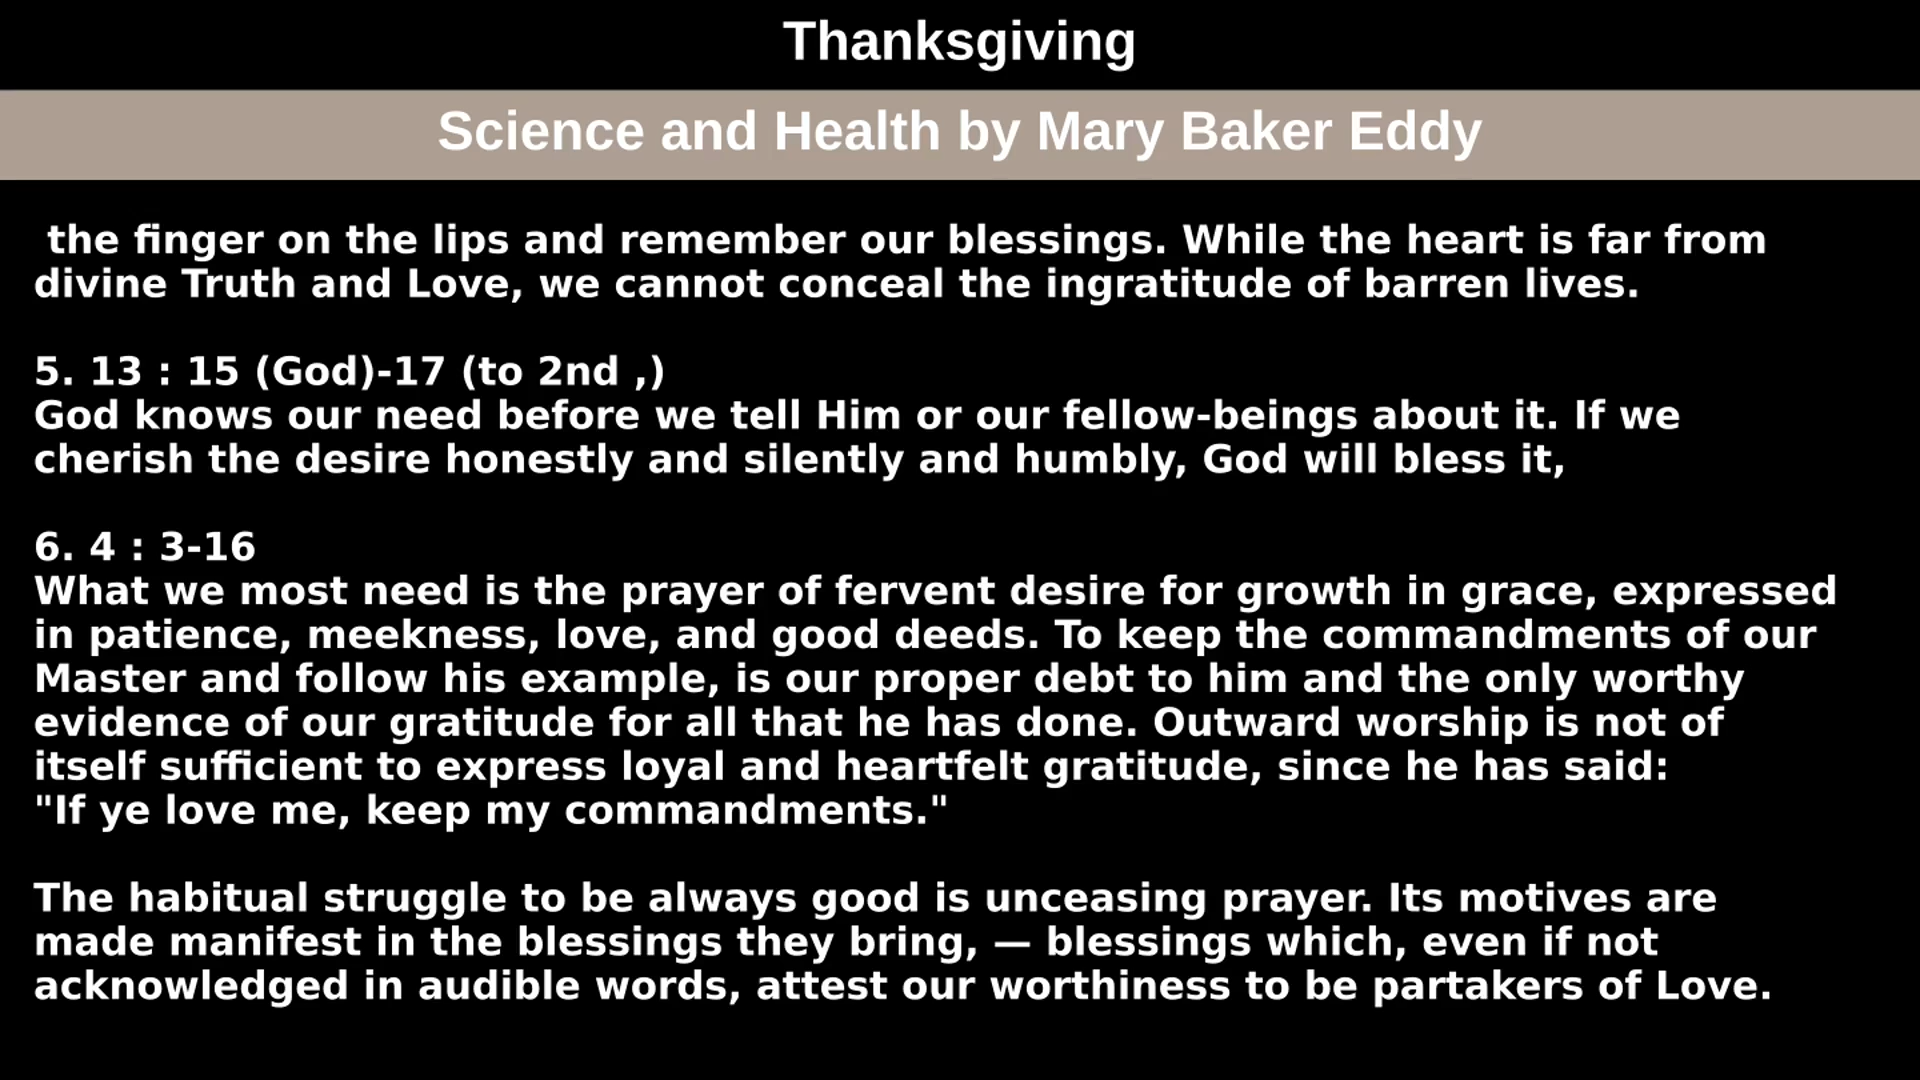 Thanksgiving
Science and Health by Mary Baker Eddy
the finger on the lips and remember our blessings. While the heart is far from
divine Truth and Love, we cannot conceal the ingratitude of barren lives.
5. 13 : 15 (God)-17 (to 2nd ,)
God knows our need before we tell Him or our fellow-beings about it. If we
cherish the desire honestly and silently and humbly, God will bless it,
6. 4 : 3-16
What we most need is the prayer of fervent desire for growth in grace, expressed
in patience, meekness, love, and good deeds. To keep the commandments of our
Master and follow his example, is our proper debt to him and the only worthy
evidence of our gratitude for all that he has done. Outward worship is not of
itself sufficient to express loyal and heartfelt gratitude, since he has said:
"If ye love me, keep my commandments."
The habitual struggle to be always good is unceasing prayer. Its motives are
made manifest in the blessings they bring, — blessings which, even if not
acknowledged in audible words, attest our worthiness to be partakers of Love.